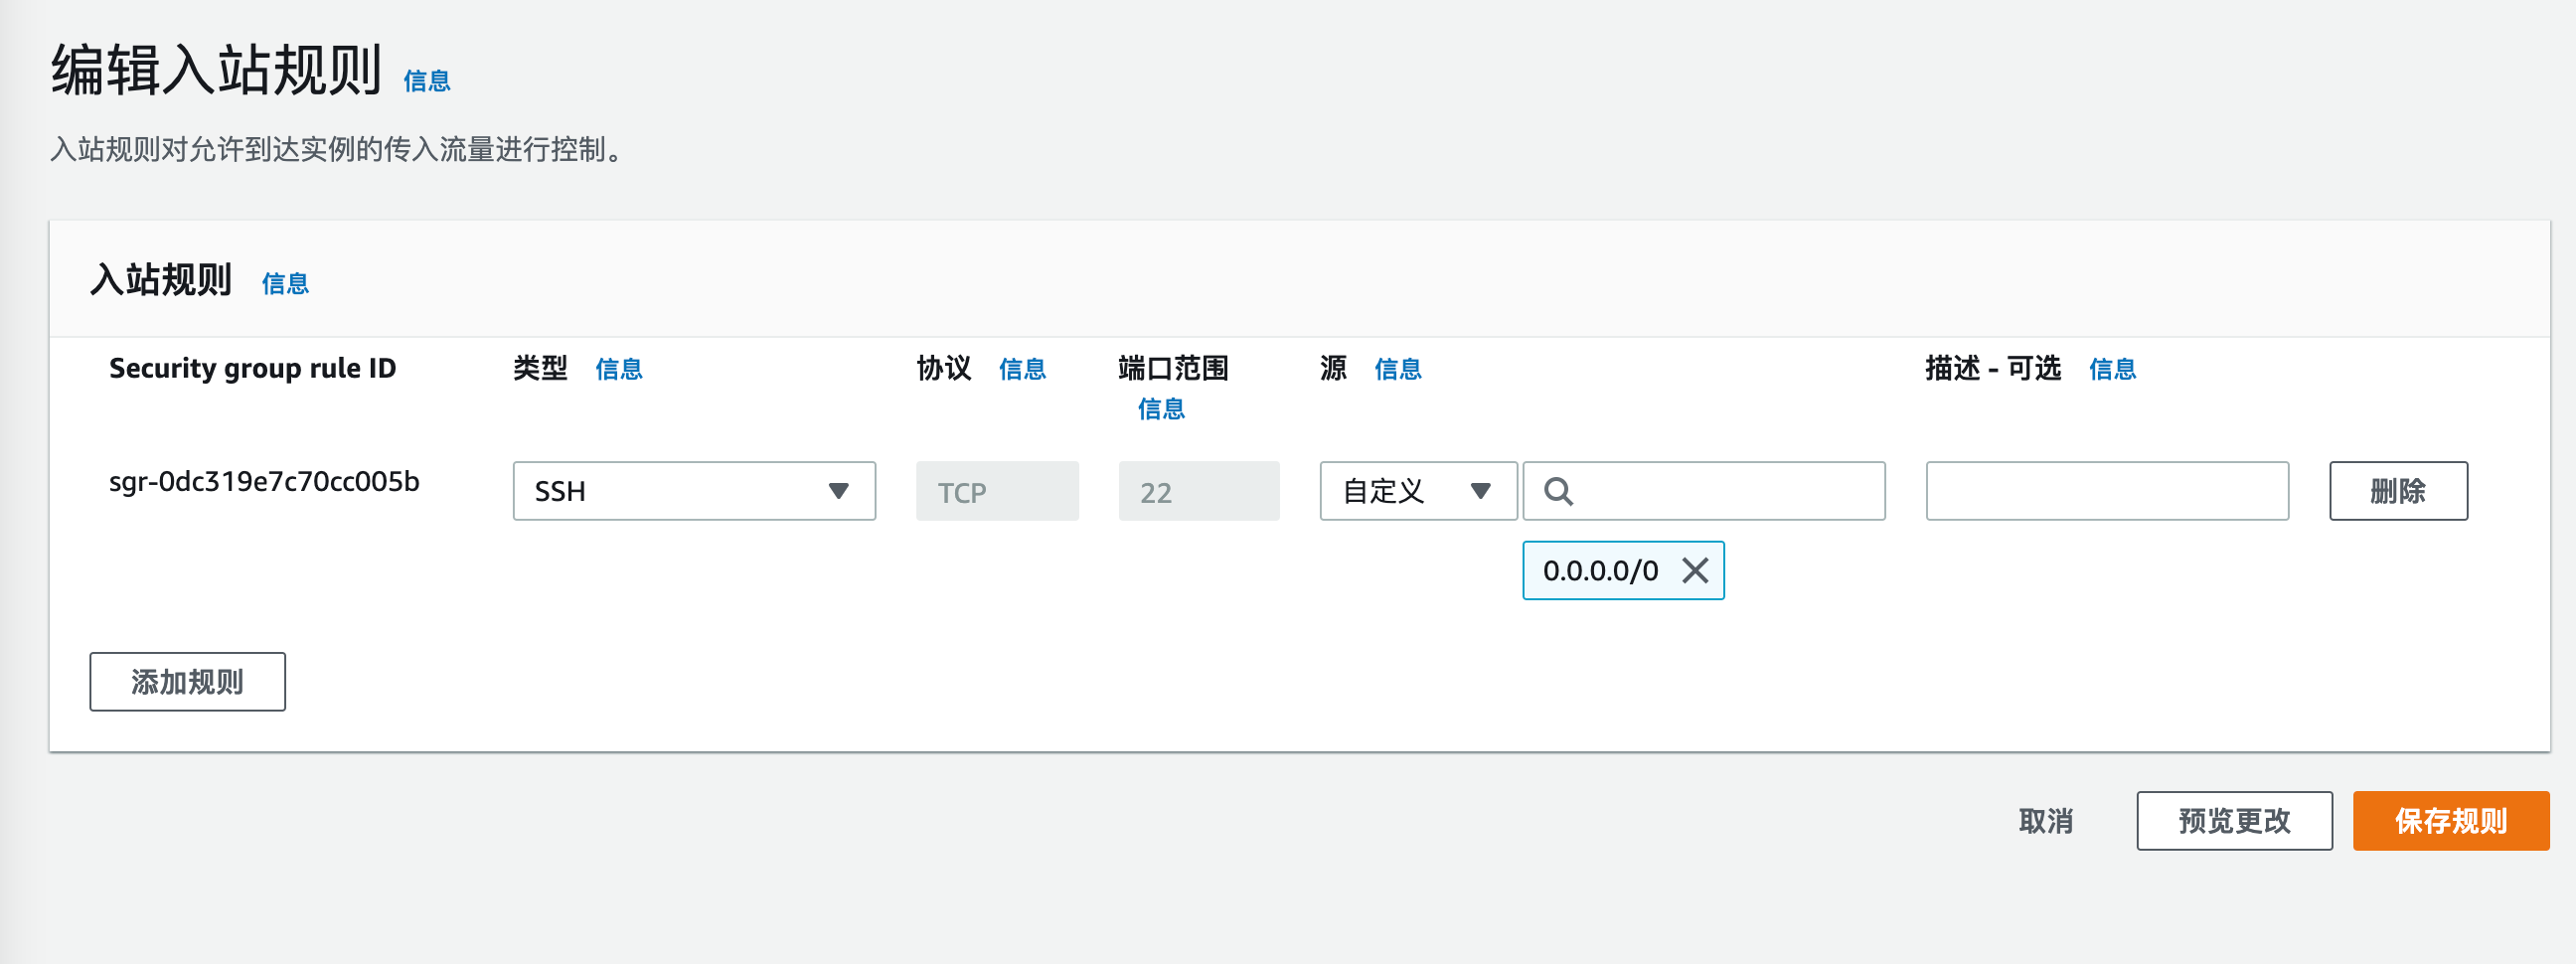 编辑入站规则 信息
入站规则对允许到达实例的传入流量进行控制。
入站规则 信息
Security group rule ID 类型 信息 协议 信息 端口范围 信息 源 信息 描述 - 可选 信息
sgr-0dc319e7c70cc005b SSH TCP 22 自定义 删除
0.0.0.0/0
添加规则
取消 预览更改 保存规则